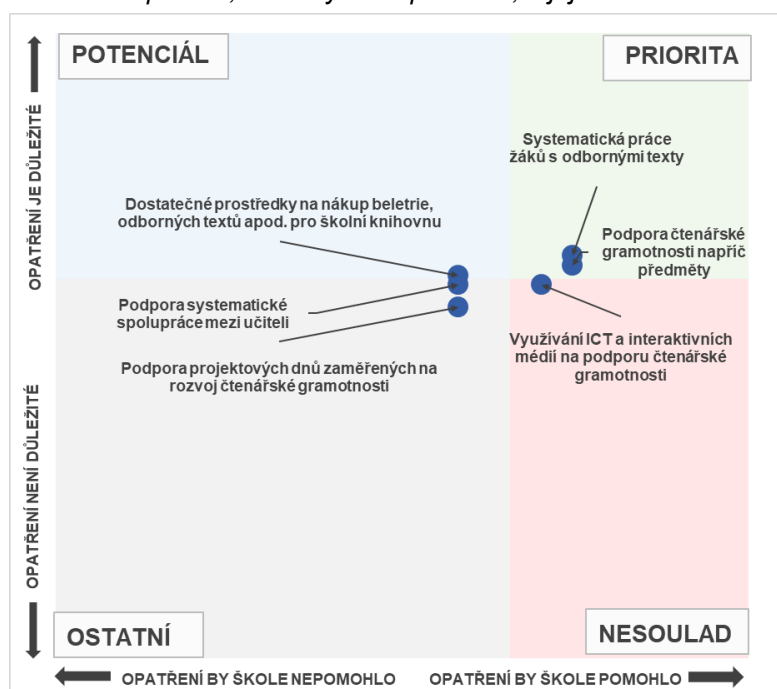 POTENCIÁL
PRIORITA
Systematická práce
žáků s odbornými texty
Dostatečné prostředky na nákup beletrie,
odborných textů apod. pro školní knihovnu
Podpora čtenářské
gramotnosti napříč
předměty
Podpora systematické
spolupráce mezi učiteli
Využívání ICT a interaktivních
médií na podporu čtenářské
gramotnosti
Podpora projektových dnů zaměřených na
rozvoj čtenářské gramotnosti
OPATŘENÍ JE DŮLEŽITÉ
OPATŘENÍ NENÍ DŮLEŽITÉ
OSTATNÍ
NESOULAD
OPATŘENÍ BY ŠKOLE NEPOMOHLO
OPATŘENÍ BY ŠKOLE POMOHLO